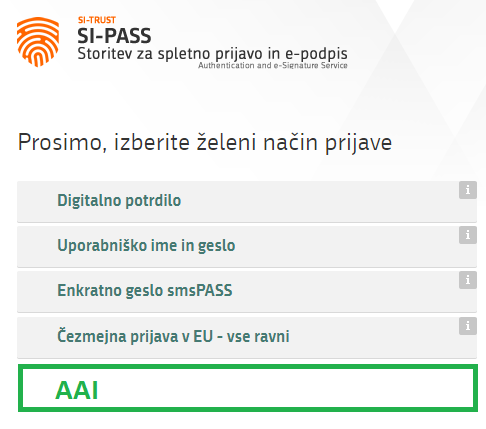 SI-TRUST
SI-PASS
Storitev za spletno prijavo in e-podpis
Authentication and e-Signature Service
Prosimo, izberite želeni način prijave
Digitalno potrdilo
i
Uporabniško ime in geslo
i
Enkratno geslo smsPASS
i
Čezmejna prijava v EU - vse ravni
i
AAI